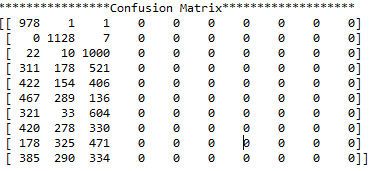 ****************Confusion Matrix*******************
[[ 978    1    1    0    0    0    0    0    0    0]
 [   0 1128    7    0    0    0    0    0    0    0]
 [  22   10 1000    0    0    0    0    0    0    0]
 [ 311  178  521    0    0    0    0    0    0    0]
 [ 422  154  406    0    0    0    0    0    0    0]
 [ 467  289  136    0    0    0    0    0    0    0]
 [ 321   33  604    0    0    0    0    0    0    0]
 [ 420  278  330    0    0    0    0    0    0    0]
 [ 178  325  471    0    0    0    0    0    0    0]
 [ 385  290  334    0    0    0    0    0    0    0]]